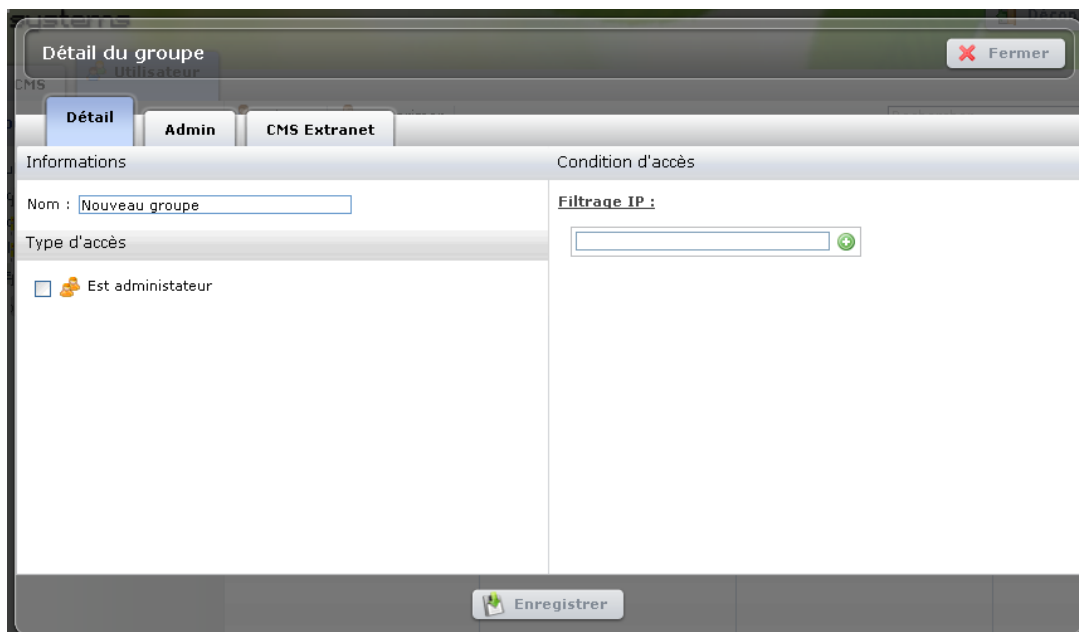 systems
Détail du groupe
Fermer
Utilisateur
CMS
Détail
Admin
CMS Extranet
Informations
Condition d'accès
Nom : Nouveau groupe
Filtrage IP :
Type d'accès
Est administateur
Enregistrer